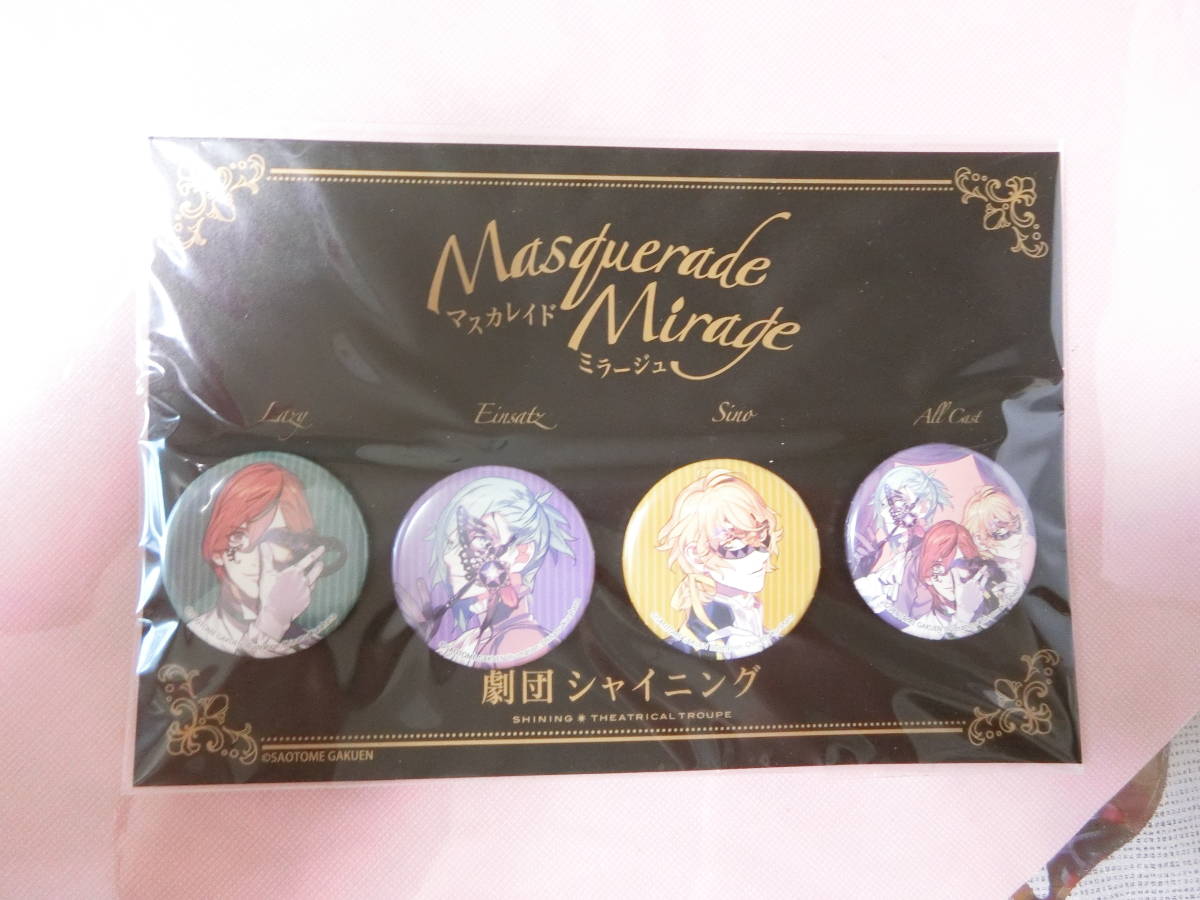 Masquerade
マスカレイド
Mirage
ミラージュ
Lazy
Einsatz
Sino
All Cast
劇団 シャイニング
SHINING ✺ THEATRICAL TROUPE
©SAOTOME GAKUEN